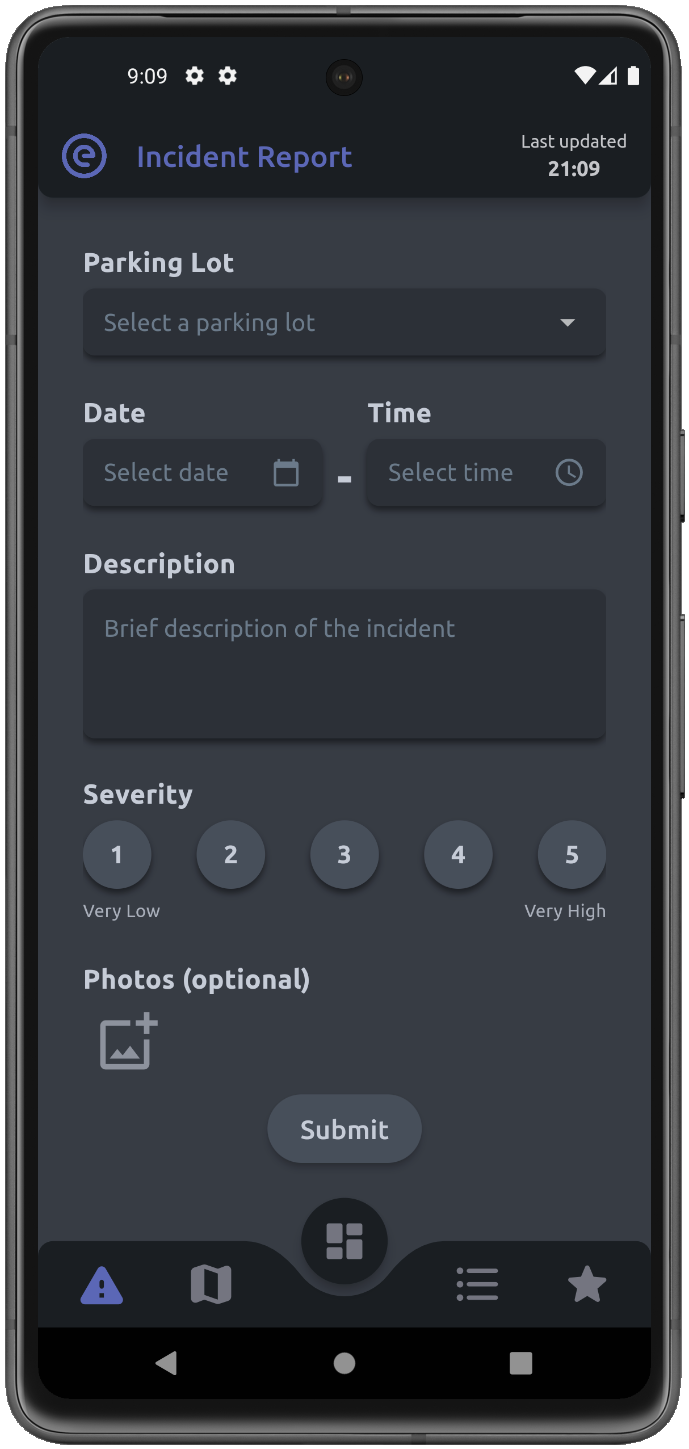 9:09
Incident Report
Last updated
21:09
Parking Lot
Select a parking lot
Date Time
Select date - Select time
Description
Brief description of the incident
Severity
1 2 3 4 5
Very Low Very High
Photos (optional)
Submit